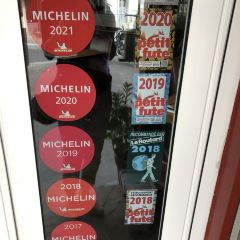 MICHELIN
2021
MICHELIN
2020
MICHELIN
2019
2018
MICHELIN
2017
MICHELIN
2020
petit futé
2019
petit futé
Le Routard
2018
2018
petit futé